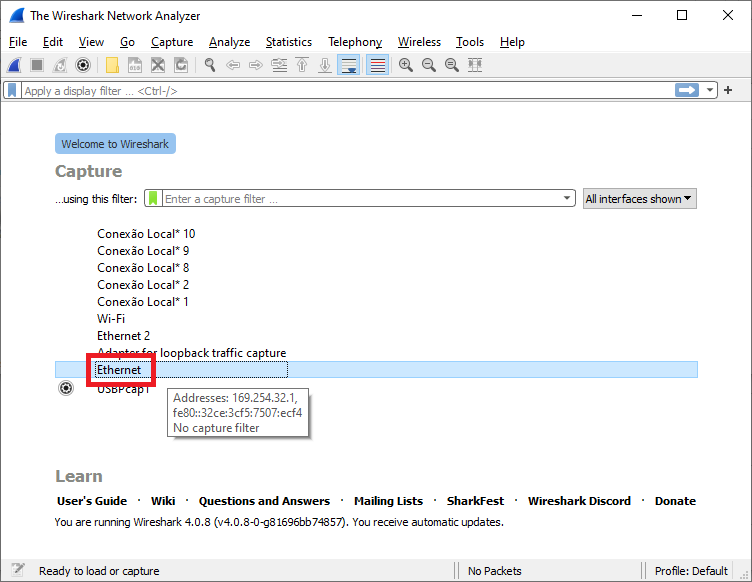 The Wireshark Network Analyzer
File Edit View Go Capture Analyze Statistics Telephony Wireless Tools Help
Apply a display filter ... <Ctrl-/>
Welcome to Wireshark
Capture
...using this filter: Enter a capture filter ... All interfaces shown
Conexão Local* 10
Conexão Local* 9
Conexão Local* 8
Conexão Local* 2
Conexão Local* 1
Wi-Fi
Ethernet 2
Adapter for loopback traffic capture
Ethernet
USBPcap1
Addresses: 169.254.32.1,
fe80::32ce:3cf5:7507:ecf4
No capture filter
Learn
User's Guide · Wiki · Questions and Answers · Mailing Lists · SharkFest · Wireshark Discord · Donate
You are running Wireshark 4.0.8 (v4.0.8-0-g81696bb74857). You receive automatic updates.
Ready to load or capture No Packets Profile: Default